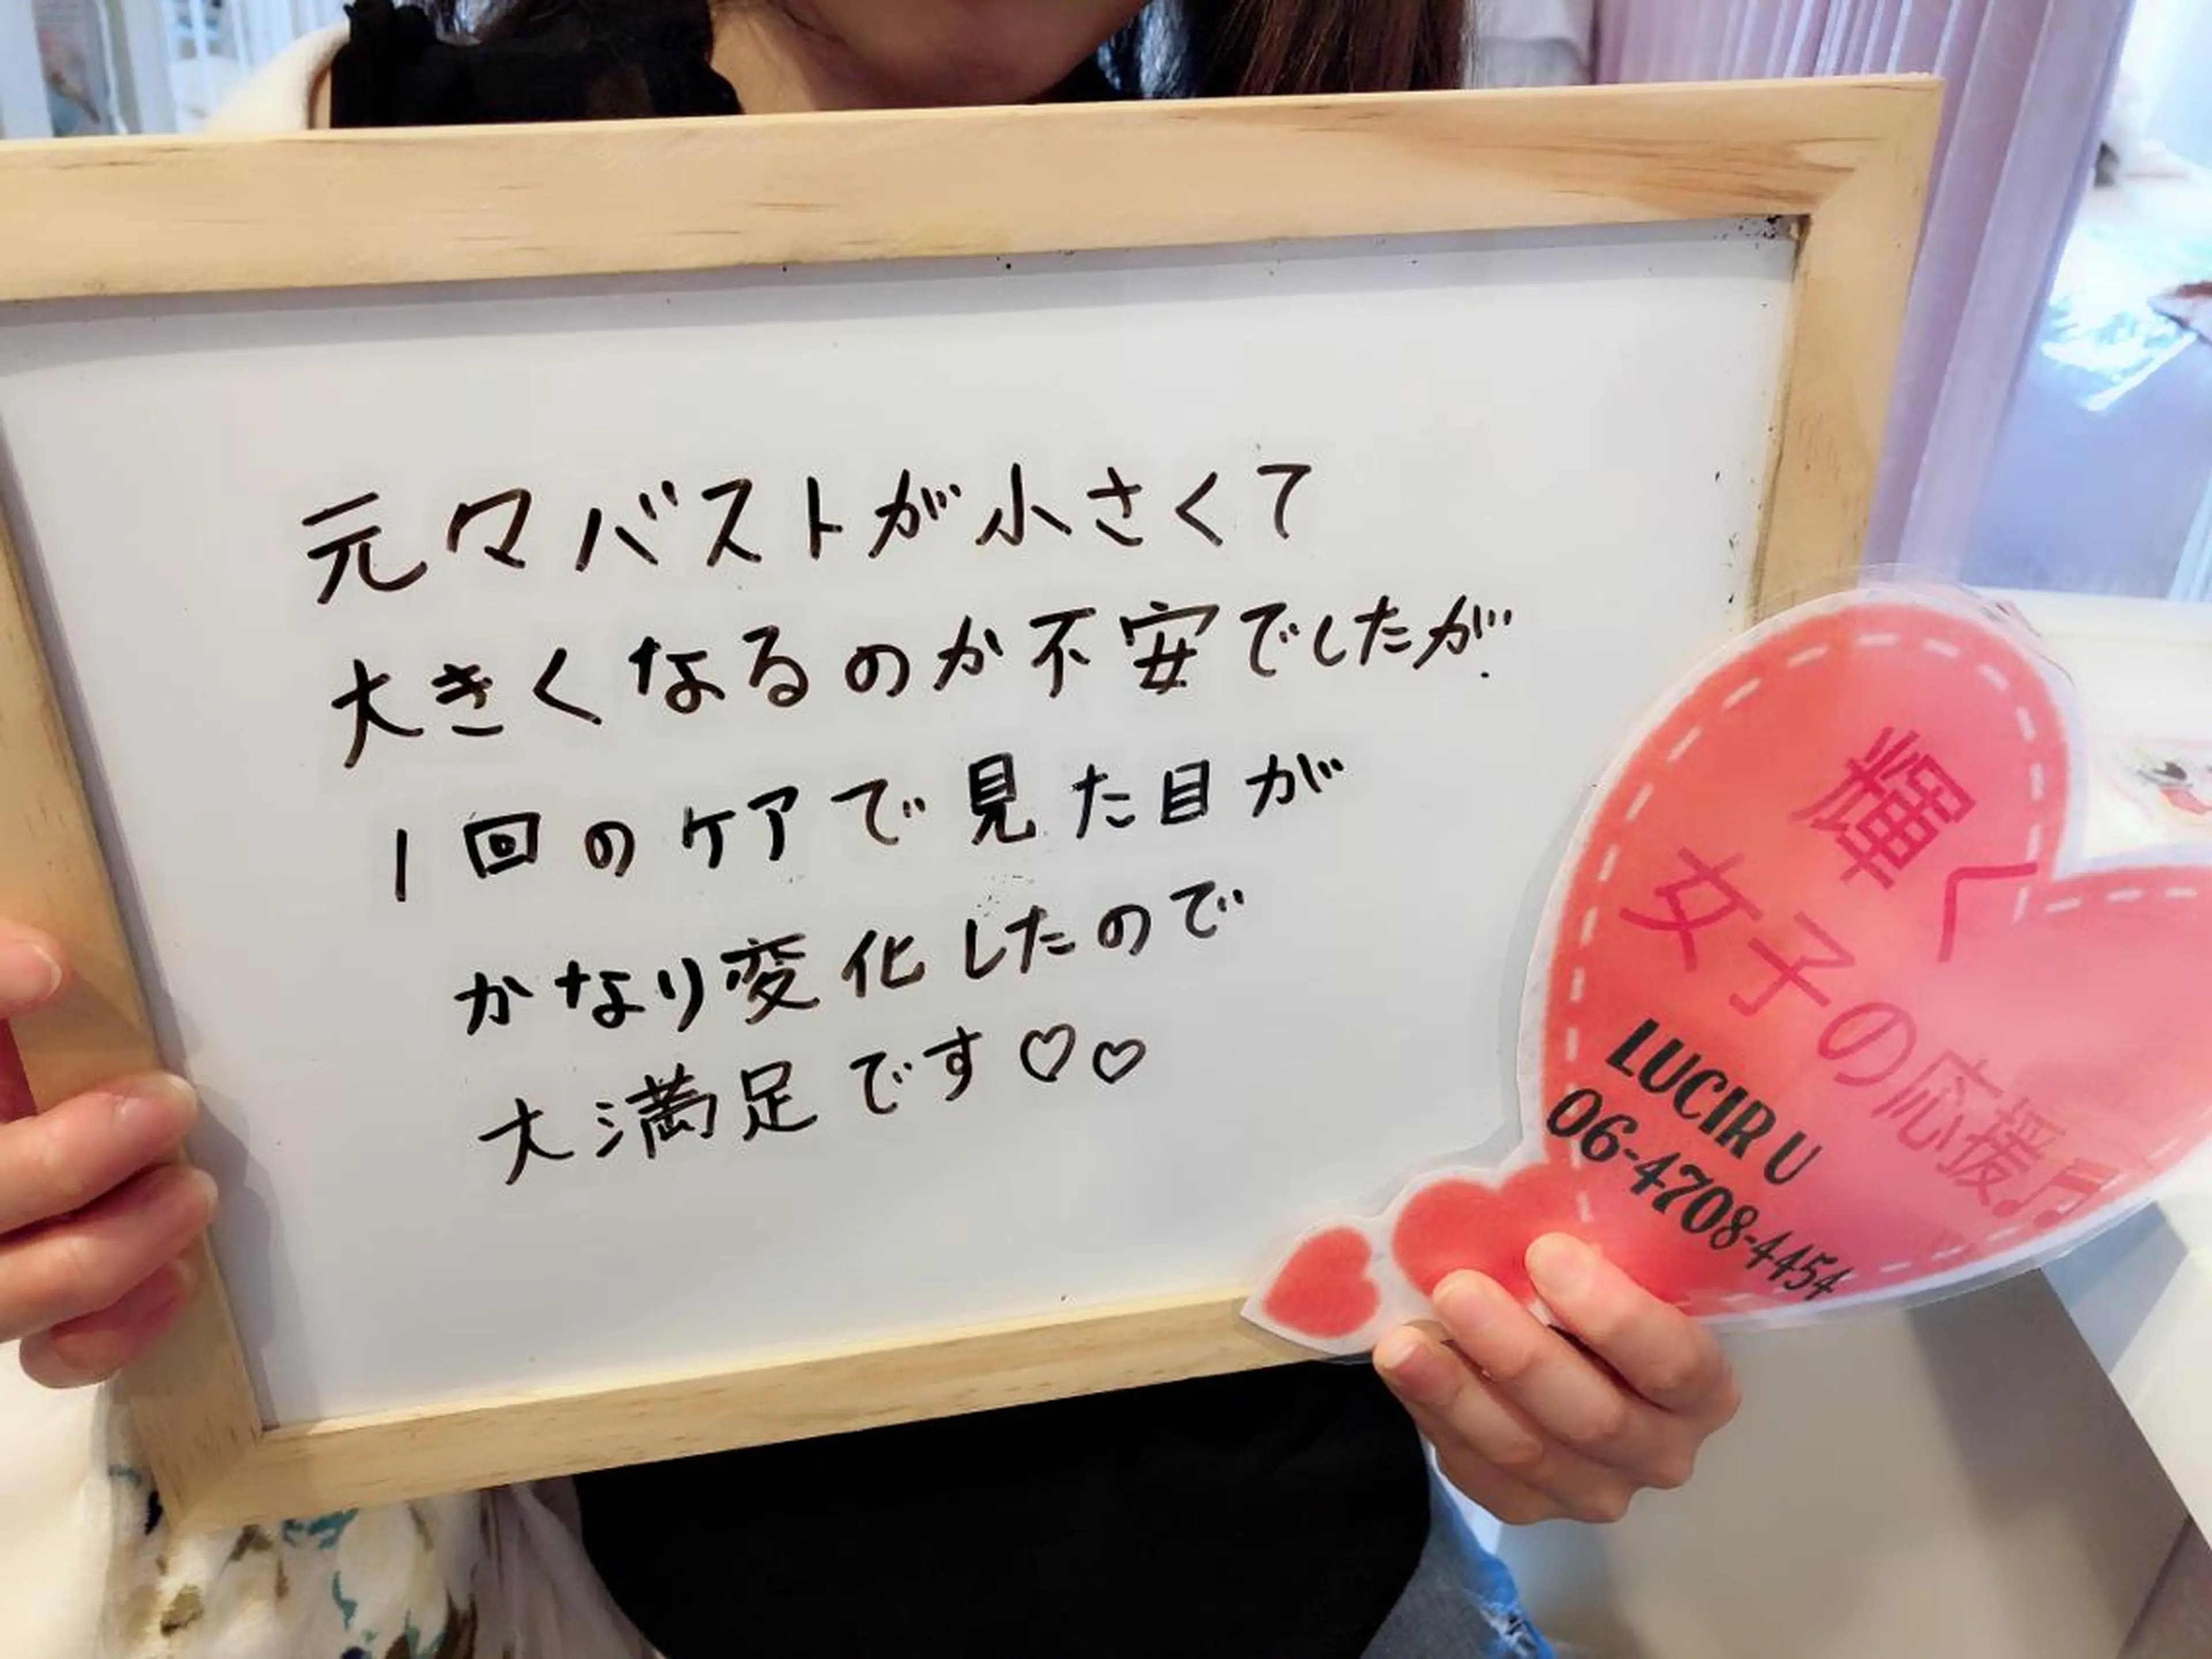 元々バストが小さくて
大きくなるのか不安でしたが.
1回のケアで見た目が
かなり変化したので
大満足です♡♡
輝く
女子の応援♬
LUCIR U
06-4708-4454